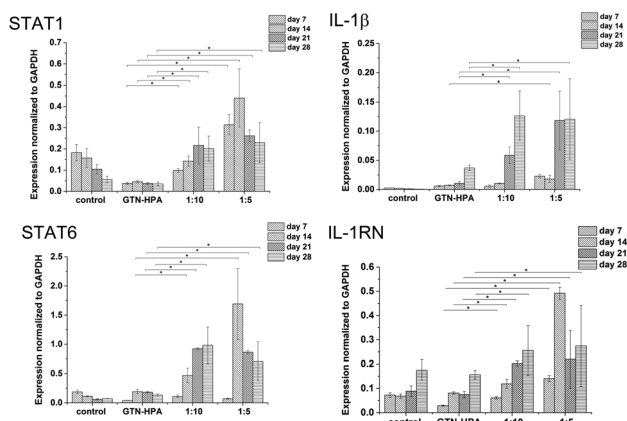 STAT1
day 7
day 14
day 21
day 28
Expression normalized to GAPDH
0.7
0.6
0.5
0.4
0.3
0.2
0.1
0.0
control GTN-HPA 1:10 1:5
* * * * * * * *
IL-1β
day 7
day 14
day 21
day 28
Expression normalized to GAPDH
0.20
0.15
0.10
0.05
0.00
control GTN-HPA 1:10 1:5
* * * *
STAT6
day 7
day 14
day 21
day 28
Expression normalized to GAPDH
2.5
2.0
1.5
1.0
0.5
0.0
control GTN-HPA 1:10 1:5
* * * * * *
IL-1RN
day 7
day 14
day 21
day 28
Expression normalized to GAPDH
0.6
0.5
0.4
0.3
0.2
0.1
0.0
control GTN-HPA 1:10 1:5
* * * * * * *